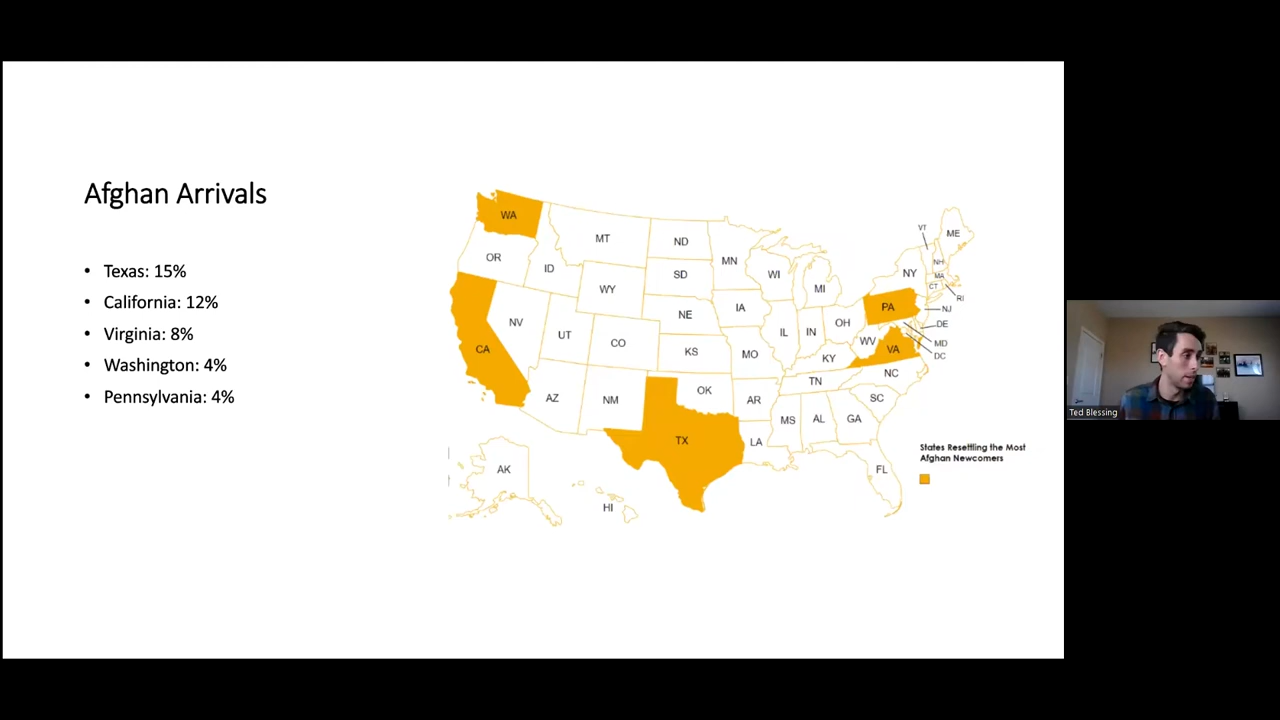 Afghan Arrivals
• Texas: 15%
• California: 12%
• Virginia: 8%
• Washington: 4%
• Pennsylvania: 4%
WA
MT
ND
MN
VT
ME
OR
ID
SD
WI
NH
NY
MA
WY
MI
CT
RI
NV
NE
IA
PA
NJ
UT
CO
IL
IN
OH
DE
CA
KS
MO
WV
VA
MD
DC
KY
AZ
NM
OK
AR
TN
NC
TX
LA
MS
AL
GA
SC
AK
HI
FL
States Resettling the Most
Afghan Newcomers
Ted Blessing